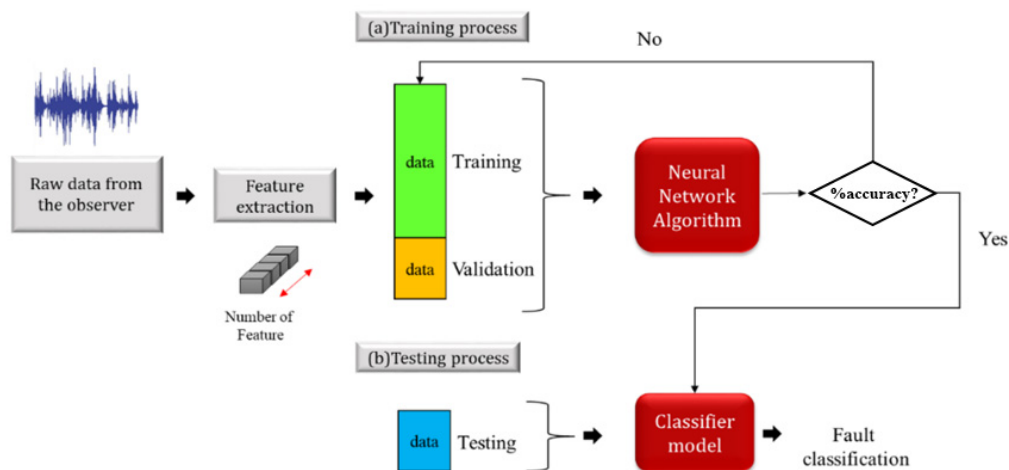 (a)Training process
No
Raw data from
the observer
Feature
extraction
Number of
Feature
data
Training
data
Validation
Neural
Network
Algorithm
%accuracy?
Yes
(b)Testing process
data
Testing
Classifier
model
Fault
classification